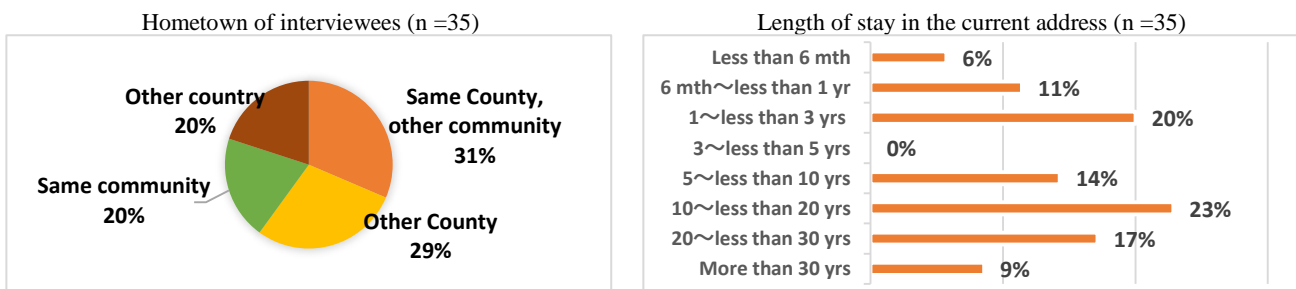 Hometown of interviewees (n =35)
Other country
20%
Same County,
other community
31%
Same community
20%
Other County
29%
Length of stay in the current address (n =35)
Less than 6 mth 6%
6 mth～less than 1 yr 11%
1～less than 3 yrs 20%
3～less than 5 yrs 0%
5～less than 10 yrs 14%
10～less than 20 yrs 23%
20～less than 30 yrs 17%
More than 30 yrs 9%